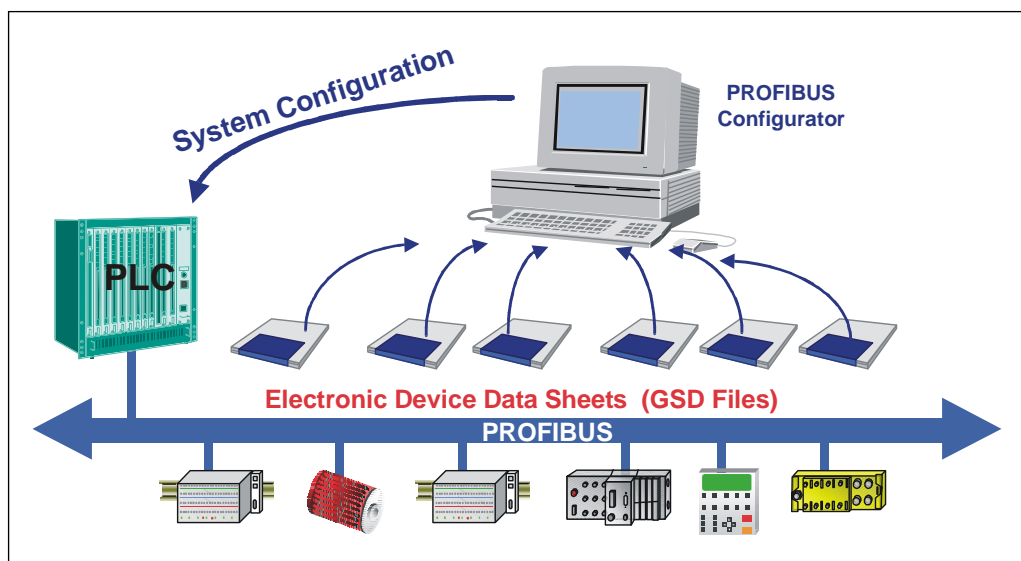 System Configuration
PROFIBUS
Configurator
PLC
Electronic Device Data Sheets (GSD Files)
PROFIBUS